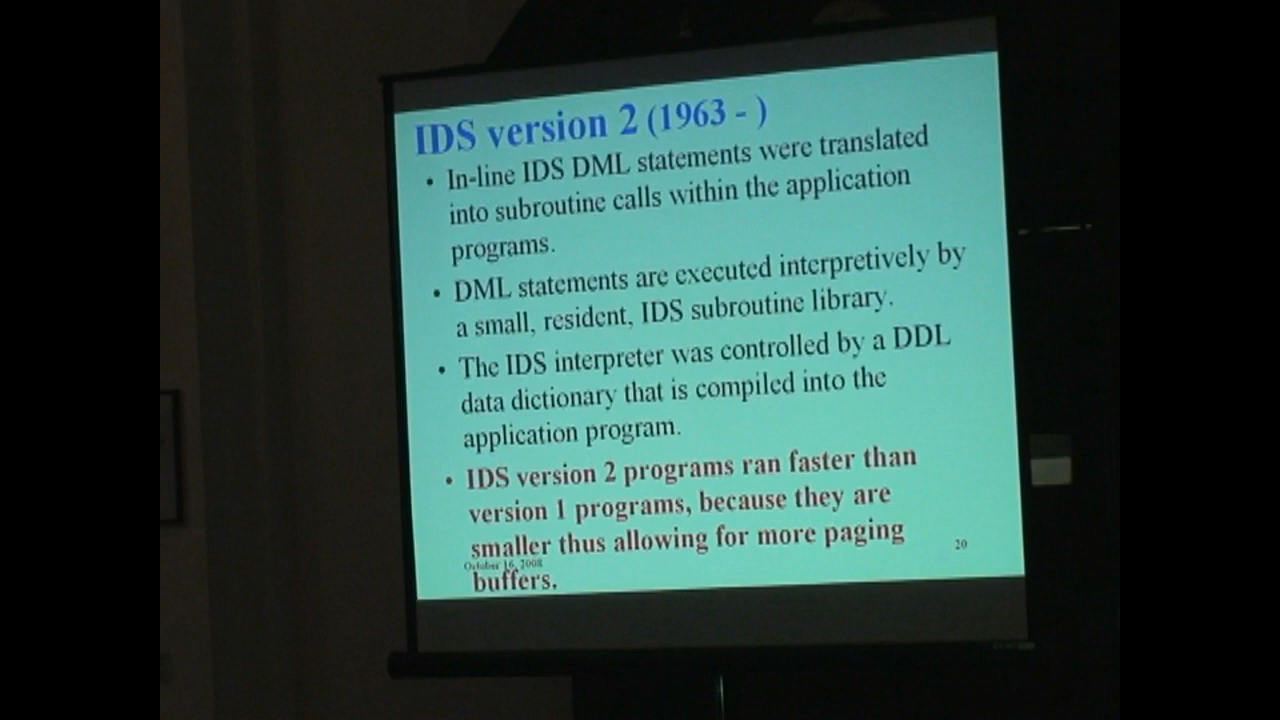 IDS version 2 (1963 - )
• In-line IDS DML statements were translated
into subroutine calls within the application
programs.
• DML statements are executed interpretively by
a small, resident, IDS subroutine library.
• The IDS interpreter was controlled by a DDL
data dictionary that is compiled into the
application program.
• IDS version 2 programs ran faster than
version 1 programs, because they are
smaller thus allowing for more paging
buffers.
October 16, 2008
20